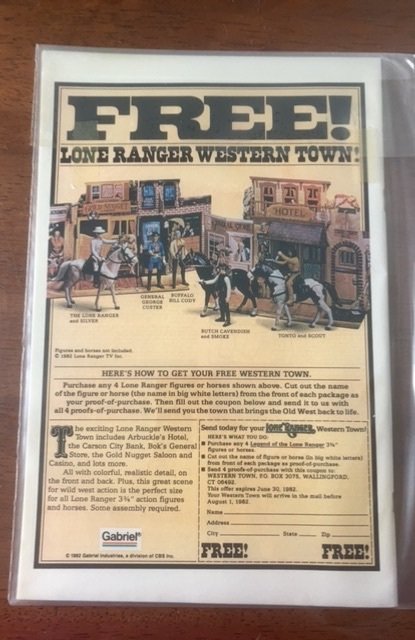 FREE!
LONE RANGER WESTERN TOWN!
HOTEL
THE LONE RANGER
and SILVER
GENERAL
GEORGE
CUSTER
BUFFALO
BILL CODY
BUTCH CAVENDISH
and SMOKE
TONTO and SCOUT
Figures and horses not included.
© 1982 Lone Ranger TV Inc.
HERE'S HOW TO GET YOUR FREE WESTERN TOWN.
Purchase any 4 Lone Ranger figures or horses shown above. Cut out the name
of the figure or horse (the name in big white letters) from the front of each package as
your proof-of-purchase. Then fill out the coupon below and send it to us with
all 4 proofs-of-purchase. We'll send you the town that brings the Old West back to life.
The exciting Lone Ranger Western
Town includes Arbuckle's Hotel,
the Carson City Bank, Bok's General
Store, the Gold Nugget Saloon and
Casino, and lots more.
All with colorful, realistic detail, on
the front and back. Plus, this great scene
for wild west action is the perfect size
for all Lone Ranger 3¾" action figures
and horses. Some assembly required.
Gabriel®
© 1982 Gabriel Industries, a division of CBS Inc.
Send today for your LONE RANGER Western Town!
HERE'S WHAT YOU DO:
Purchase any 4 Legend of the Lone Ranger 3¾"
figures or horses.
Cut out the name of figure or horse (in big white letters)
from front of each package as proof-of-purchase.
Send 4 proofs-of-purchase with this coupon to:
WESTERN TOWN, P.O. BOX 3075, WALLINGFORD,
CT 06492.
This offer expires June 30, 1982.
Your Western Town will arrive in the mail before
August 1, 1982.
Name
Address
City State Zip
FREE! FREE!